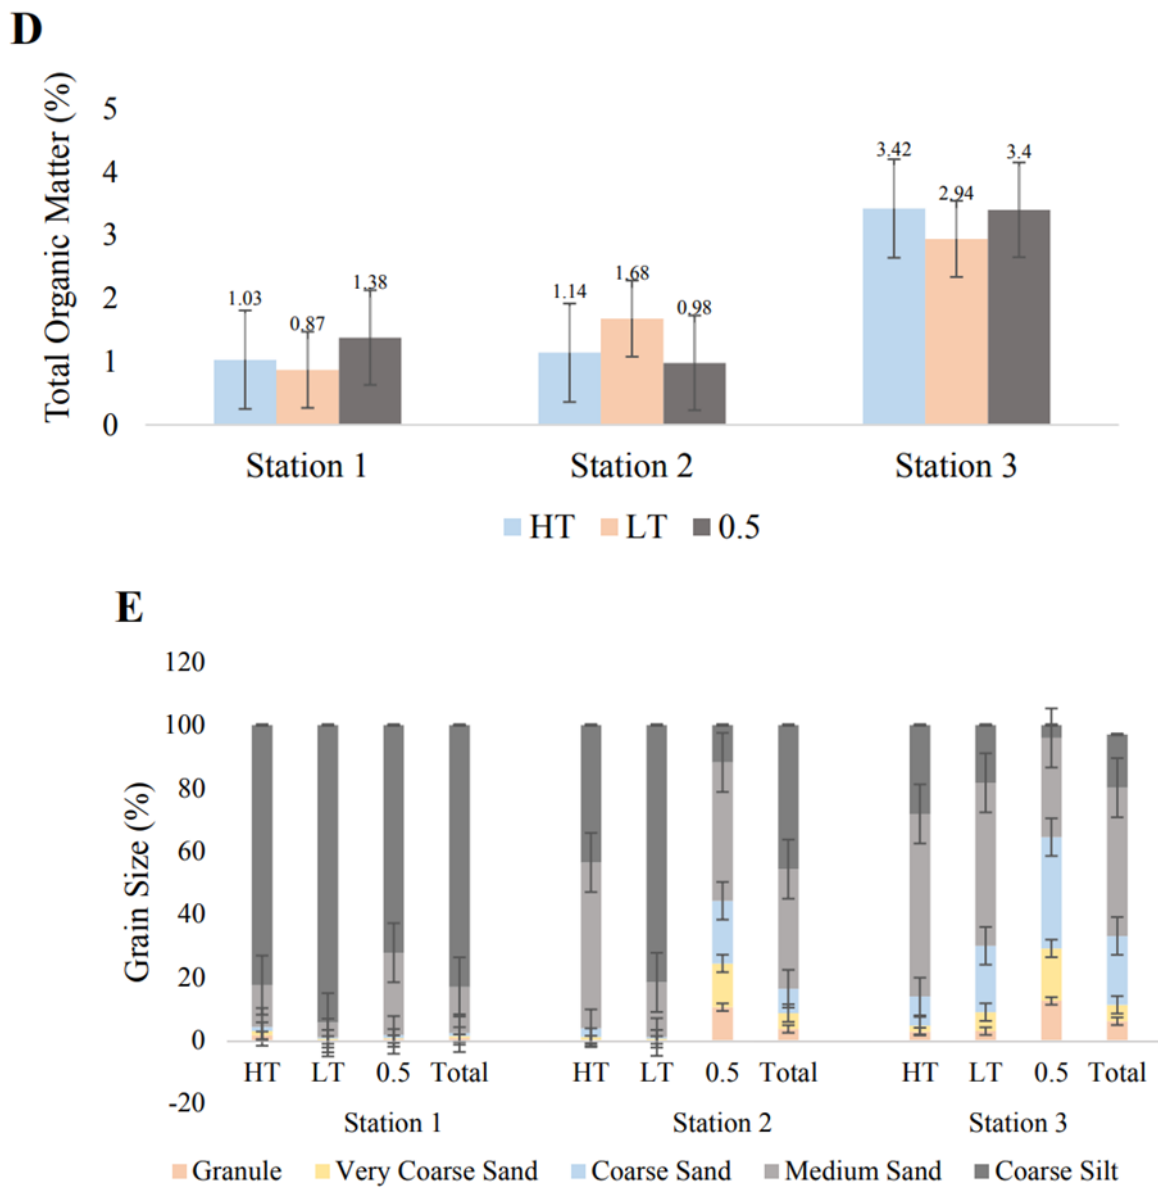 D
Total Organic Matter (%)
5
4
3
2
1
0
1.03
0.87
1.38
1.14
1.68
0.98
3.42
2.94
3.4
Station 1 Station 2 Station 3
HT LT 0.5
E
Grain Size (%)
120
100
80
60
40
20
0
-20
HT LT 0.5 Total HT LT 0.5 Total HT LT 0.5 Total
Station 1 Station 2 Station 3
Granule Very Coarse Sand Coarse Sand Medium Sand Coarse Silt